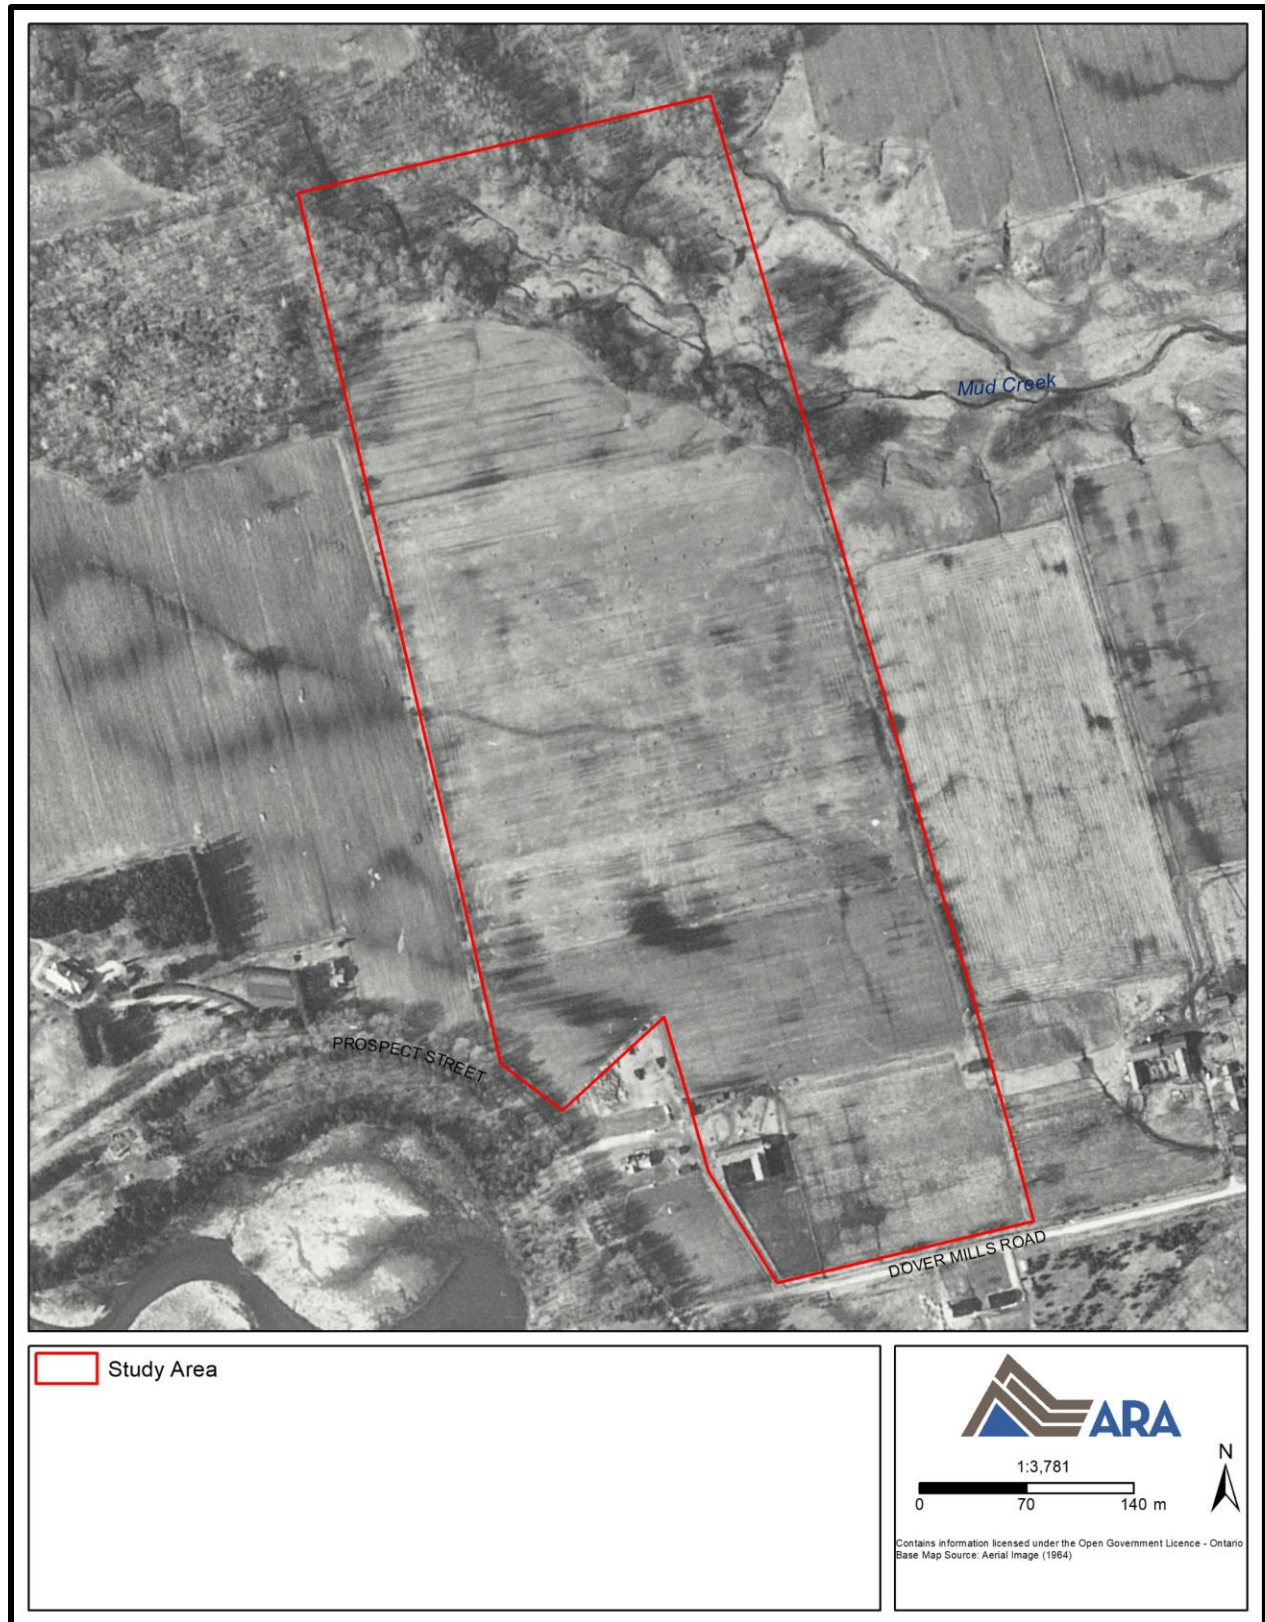 Mud Creek
PROSPECT STREET
DOVER MILLS ROAD
Study Area
ARA
1:3,781
N
0 70 140 m
Contains information licensed under the Open Government Licence - Ontario
Base Map Source: Aerial Image (1964)